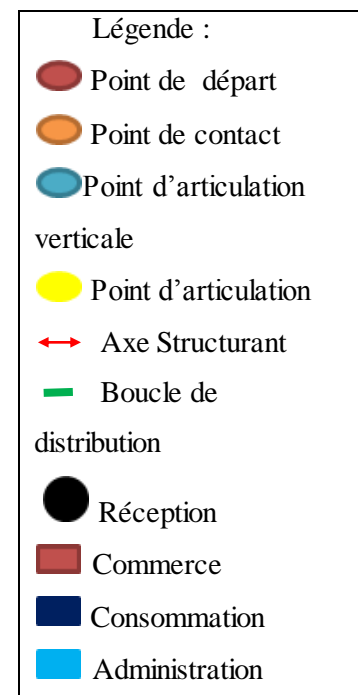 Légende :
Point de départ
Point de contact
Point d’articulation
verticale
Point d’articulation
Axe Structurant
Boucle de
distribution
Réception
Commerce
Consommation
Administration